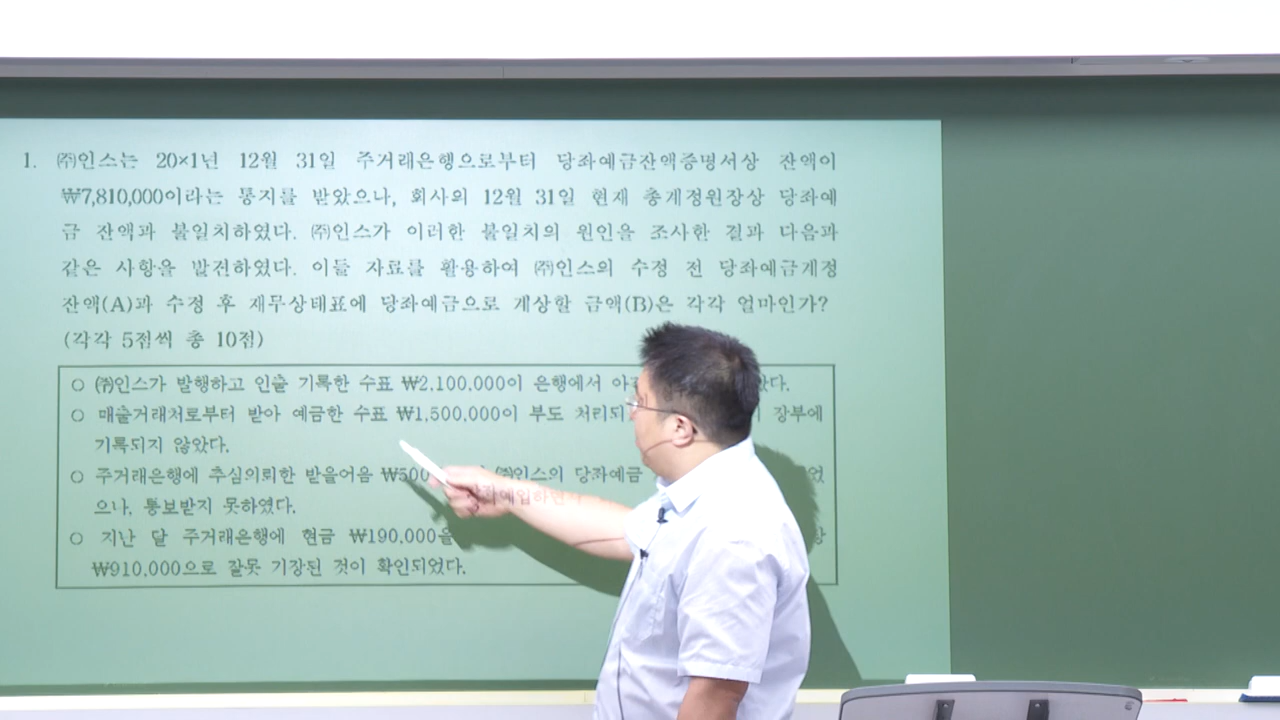 1. ㈜인스는 20×1년 12월 31일 주거래은행으로부터 당좌예금잔액증명서상 잔액이
₩7,810,000이라는 통지를 받았으나, 회사의 12월 31일 현재 총계정원장상 당좌예
금 잔액과 불일치하였다. ㈜인스가 이러한 불일치의 원인을 조사한 결과 다음과
같은 사항을 발견하였다. 이들 자료를 활용하여 ㈜인스의 수정 전 당좌예금계정
잔액(A)과 수정 후 재무상태표에 당좌예금으로 계상할 금액(B)은 각각 얼마인가?
(각각 5점씩 총 10점)
○ ㈜인스가 발행하고 인출 기록한 수표 ₩2,100,000이 은행에서
○ 매출거래처로부터 받아 예금한 수표 ₩1,500,000이 부도 장부에
기록되지 않았다.
○ 주거래은행에 추심의뢰한 받을어음 ₩500 ㈜인스의 당좌예금
으나, 통보받지 못하였다.
○ 지난 달 주거래은행에 현금 ₩190,000을
₩910,000으로 잘못 기장된 것이 확인되었다.